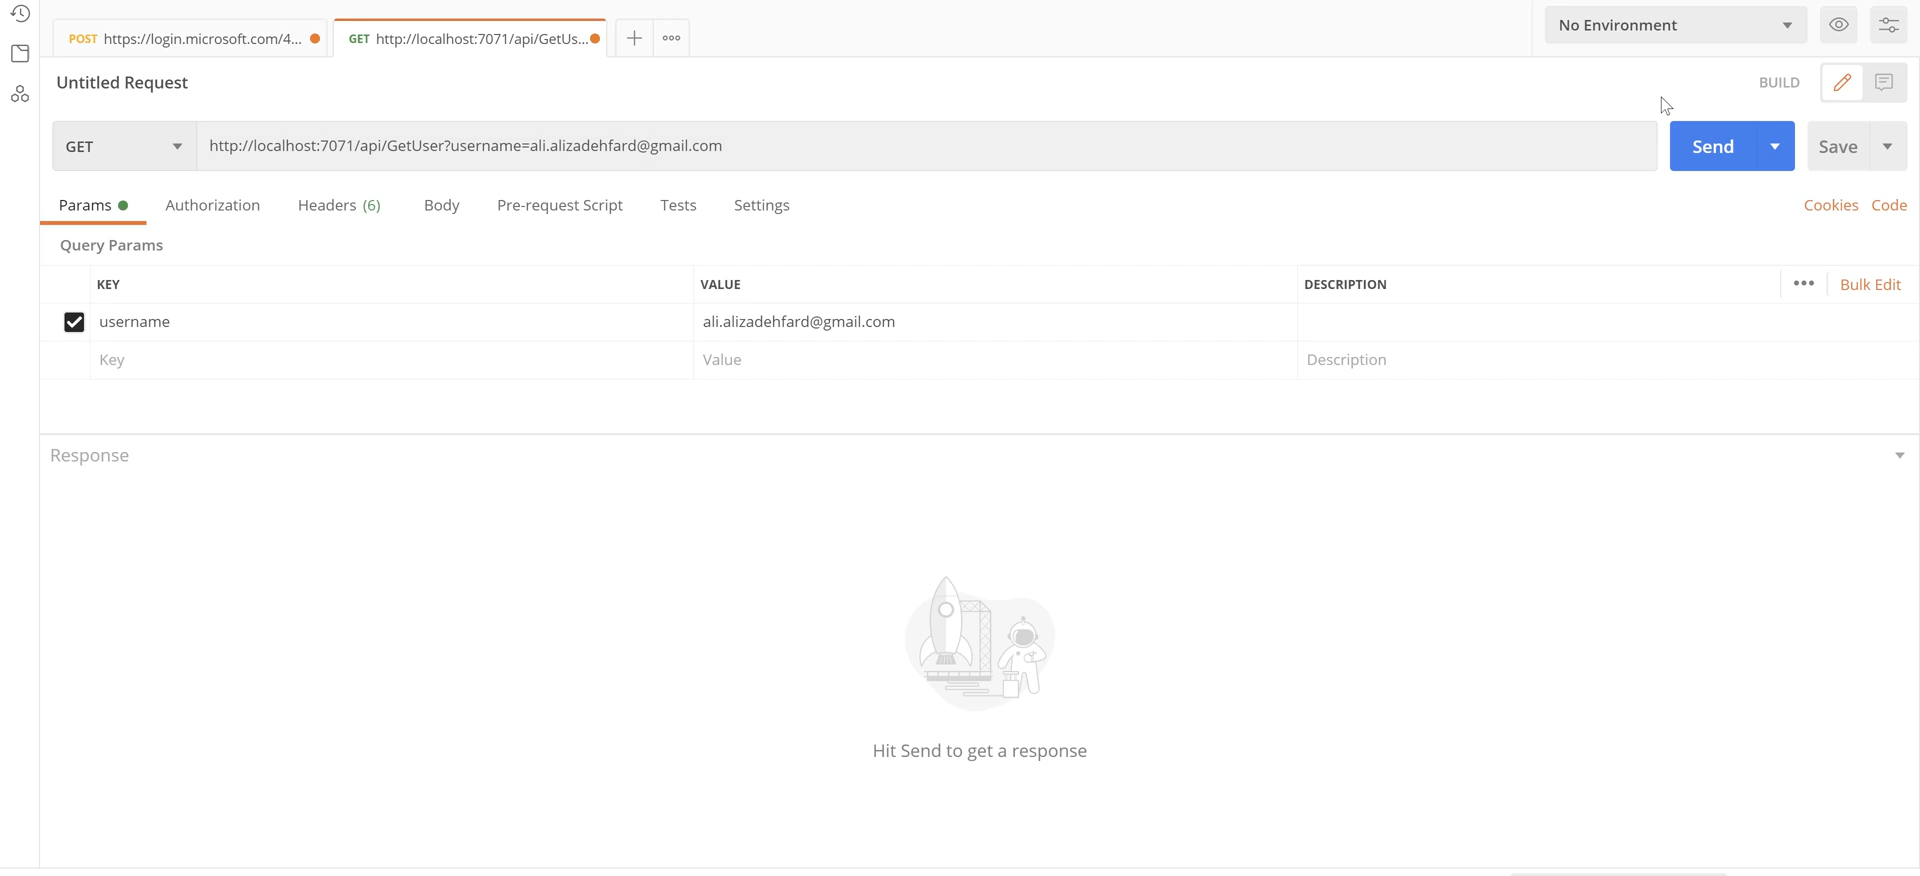 POST https://login.microsoft.com/4...
GET http://localhost:7071/api/GetUs...
No Environment
Untitled Request
BUILD
GET
http://localhost:7071/api/GetUser?username=ali.alizadehfard@gmail.com
Send
Save
Params
Authorization
Headers (6)
Body
Pre-request Script
Tests
Settings
Cookies
Code
Query Params
KEY
VALUE
DESCRIPTION
Bulk Edit
username
ali.alizadehfard@gmail.com
Key
Value
Description
Response
Hit Send to get a response